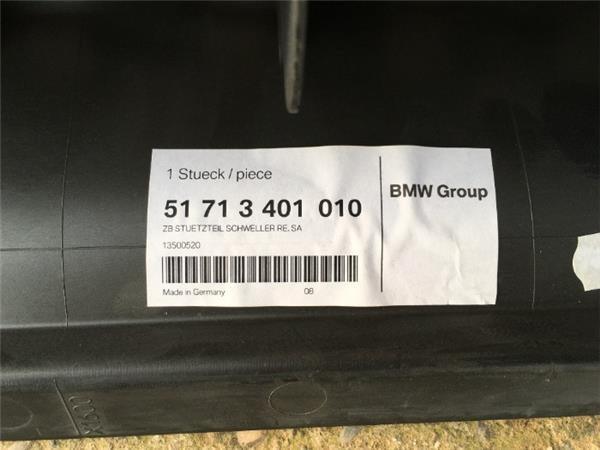 1 Stueck / piece
51 71 3 401 010
ZB STUETZTEIL SCHWELLER RE. SA
13500520
Made in Germany 08
BMW Group